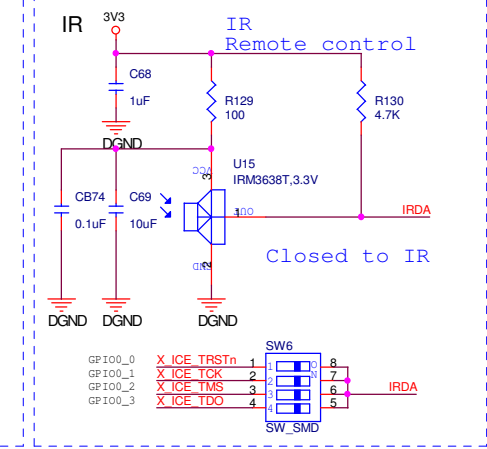 IR
3V3
IR
Remote control
C68
1uF
DGND
R129
100
R130
4.7K
VCC
3
U15
IRM3638T,3.3V
CB74
0.1uF
C69
10uF
1
OUT
IRDA
GND
2
Closed to IR
DGND
DGND
DGND
SW6
GPIO0_0
X_ICE_TRSTn
1
1
O
8
GPIO0_1
X_ICE_TCK
2
2
N
7
GPIO0_2
X_ICE_TMS
3
3
6
IRDA
GPIO0_3
X_ICE_TDO
4
4
5
SW_SMD